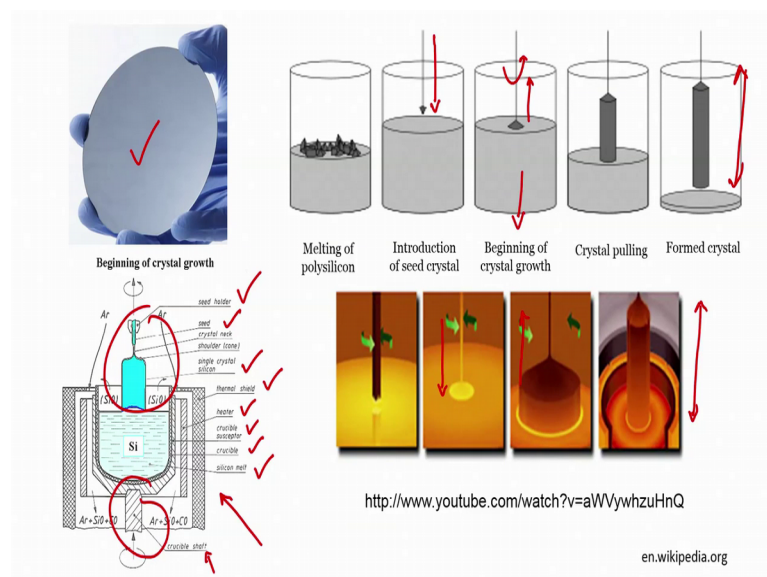 Melting of
polysilicon
Introduction
of seed crystal
Beginning of
crystal growth
Crystal pulling
Formed crystal
Beginning of crystal growth
seed holder
Ar
Ar
seed
crystal neck
shoulder (cone)
single crystal
silicon
thermal shield
(SiO)
(SiO)
heater
crucible
susceptor
crucible
Si
silicon melt
Ar+SiO+CO
Ar+SiO+CO
crucible shaft
http://www.youtube.com/watch?v=aWVywhzuHnQ
en.wikipedia.org